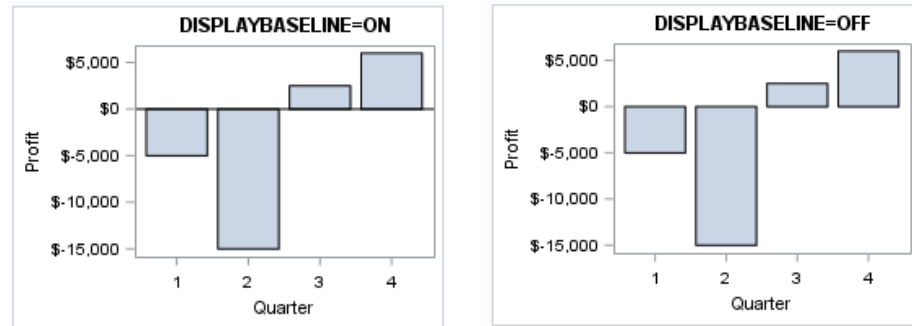 DISPLAYBASELINE=ON
$5,000
$0
$-5,000
$-10,000
$-15,000
Profit
1 2 3 4
Quarter
DISPLAYBASELINE=OFF
$5,000
$0
$-5,000
$-10,000
$-15,000
Profit
1 2 3 4
Quarter